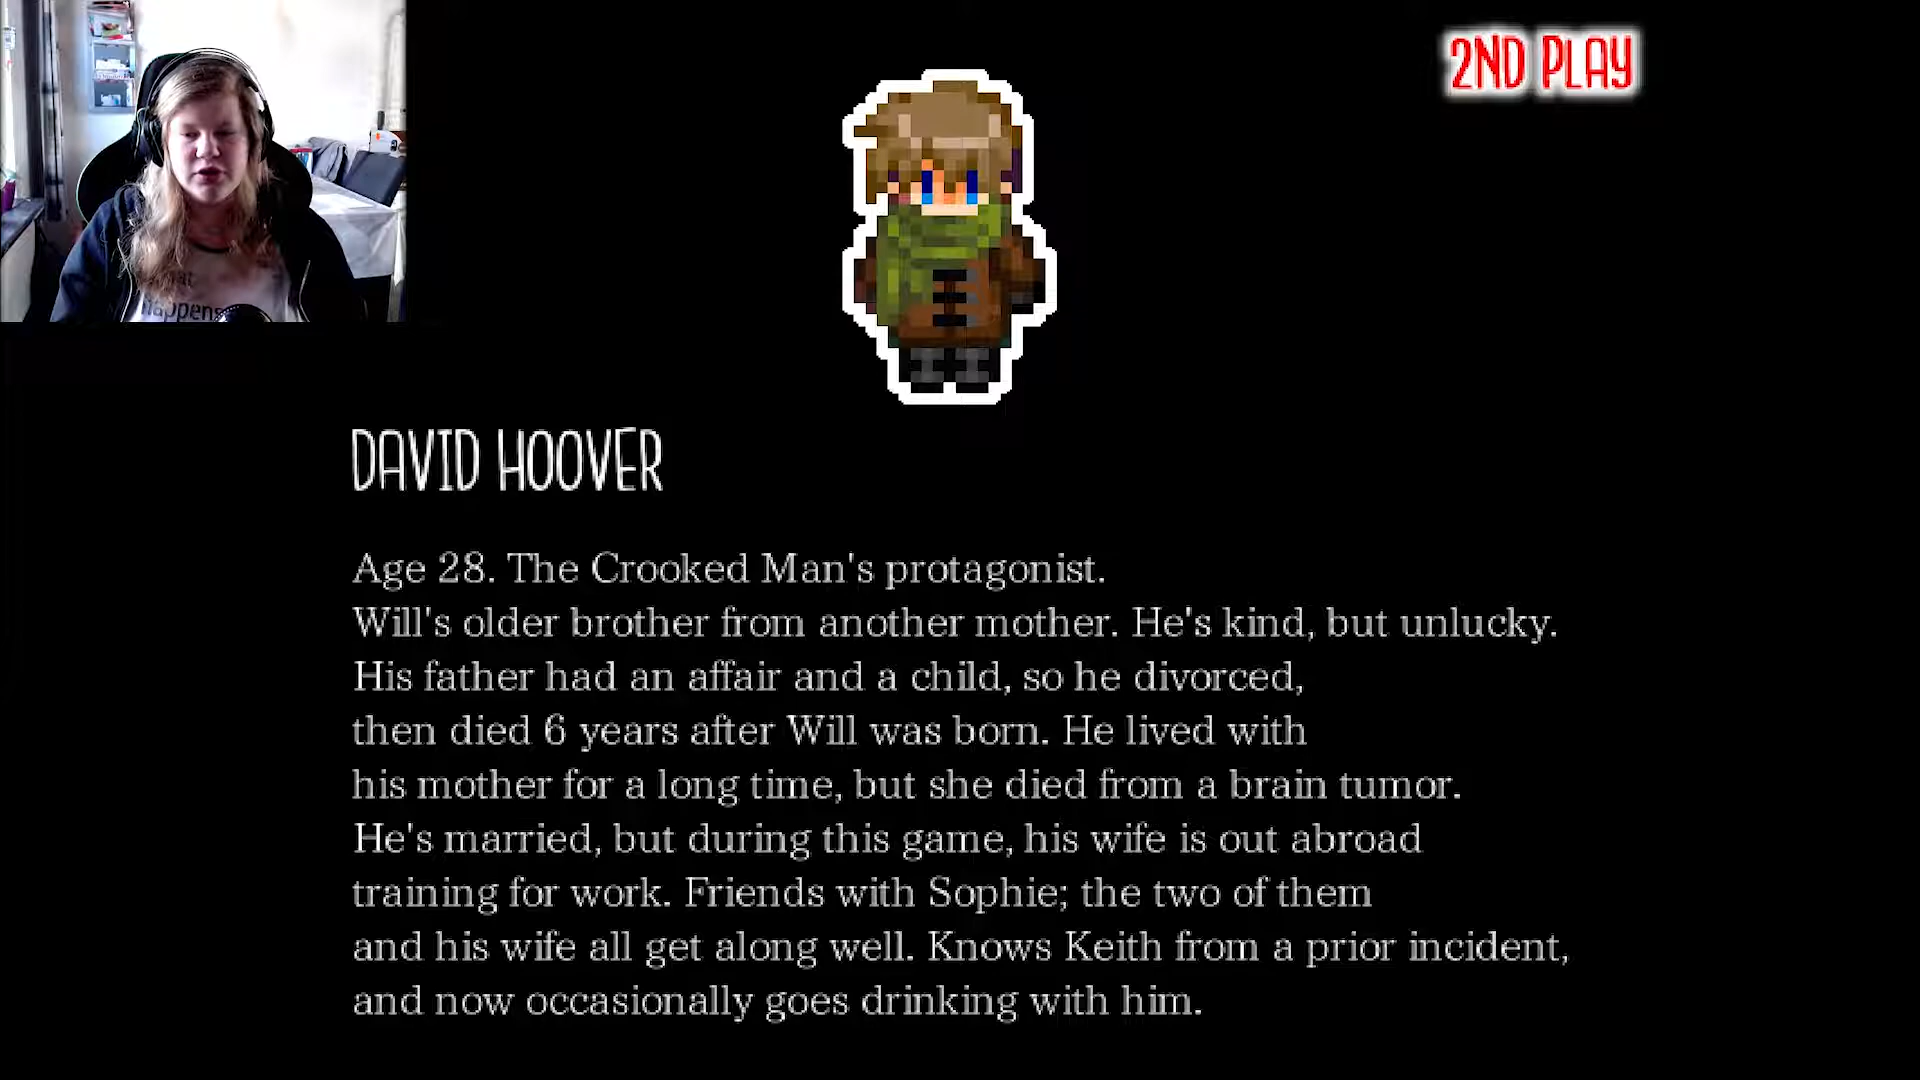 2ND PLAY
hat
happens
DAVID HOOVER
Age 28. The Crooked Man's protagonist.
Will's older brother from another mother. He's kind, but unlucky.
His father had an affair and a child, so he divorced,
then died 6 years after Will was born. He lived with
his mother for a long time, but she died from a brain tumor.
He's married, but during this game, his wife is out abroad
training for work. Friends with Sophie; the two of them
and his wife all get along well. Knows Keith from a prior incident,
and now occasionally goes drinking with him.